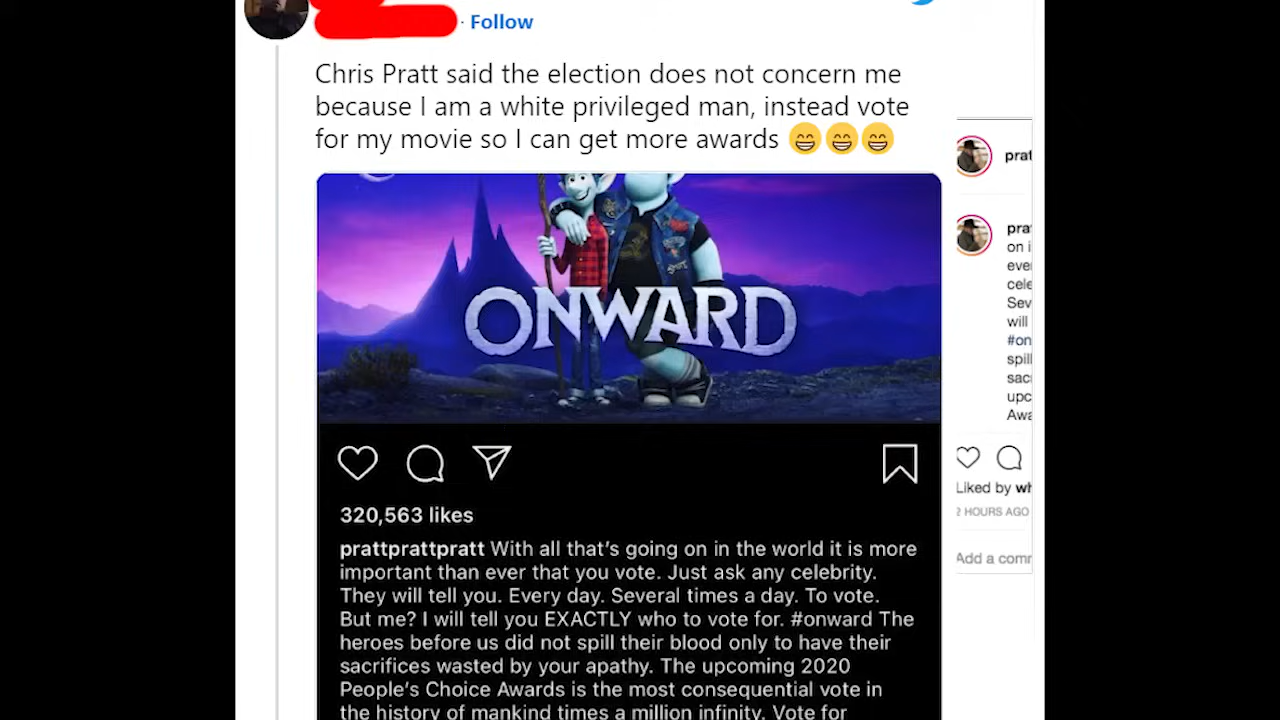 Follow
Chris Pratt said the election does not concern me
because I am a white privileged man, instead vote
for my movie so I can get more awards 😁😁😁
ONWARD
320,563 likes
prattprattpratt With all that's going on in the world it is more
important than ever that you vote. Just ask any celebrity.
They will tell you. Every day. Several times a day. To vote.
But me? I will tell you EXACTLY who to vote for. #onward The
heroes before us did not spill their blood only to have their
sacrifices wasted by your apathy. The upcoming 2020
People's Choice Awards is the most consequential vote in
the history of mankind times a million infinity. Vote for
prat
pra
on i
eve
cele
Sev
will
#on
spill
sac
upc
Awa
Liked by wh
2 HOURS AGO
Add a comm